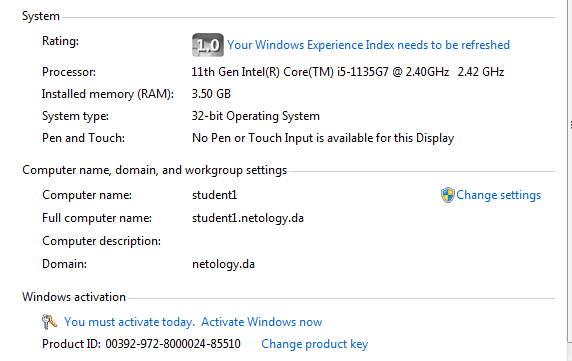 System
Rating: 1.0 Your Windows Experience Index needs to be refreshed
Processor: 11th Gen Intel(R) Core(TM) i5-1135G7 @ 2.40GHz 2.42 GHz
Installed memory (RAM): 3.50 GB
System type: 32-bit Operating System
Pen and Touch: No Pen or Touch Input is available for this Display
Computer name, domain, and workgroup settings
Computer name: student1 Change settings
Full computer name: student1.netology.da
Computer description:
Domain: netology.da
Windows activation
You must activate today. Activate Windows now
Product ID: 00392-972-8000024-85510 Change product key